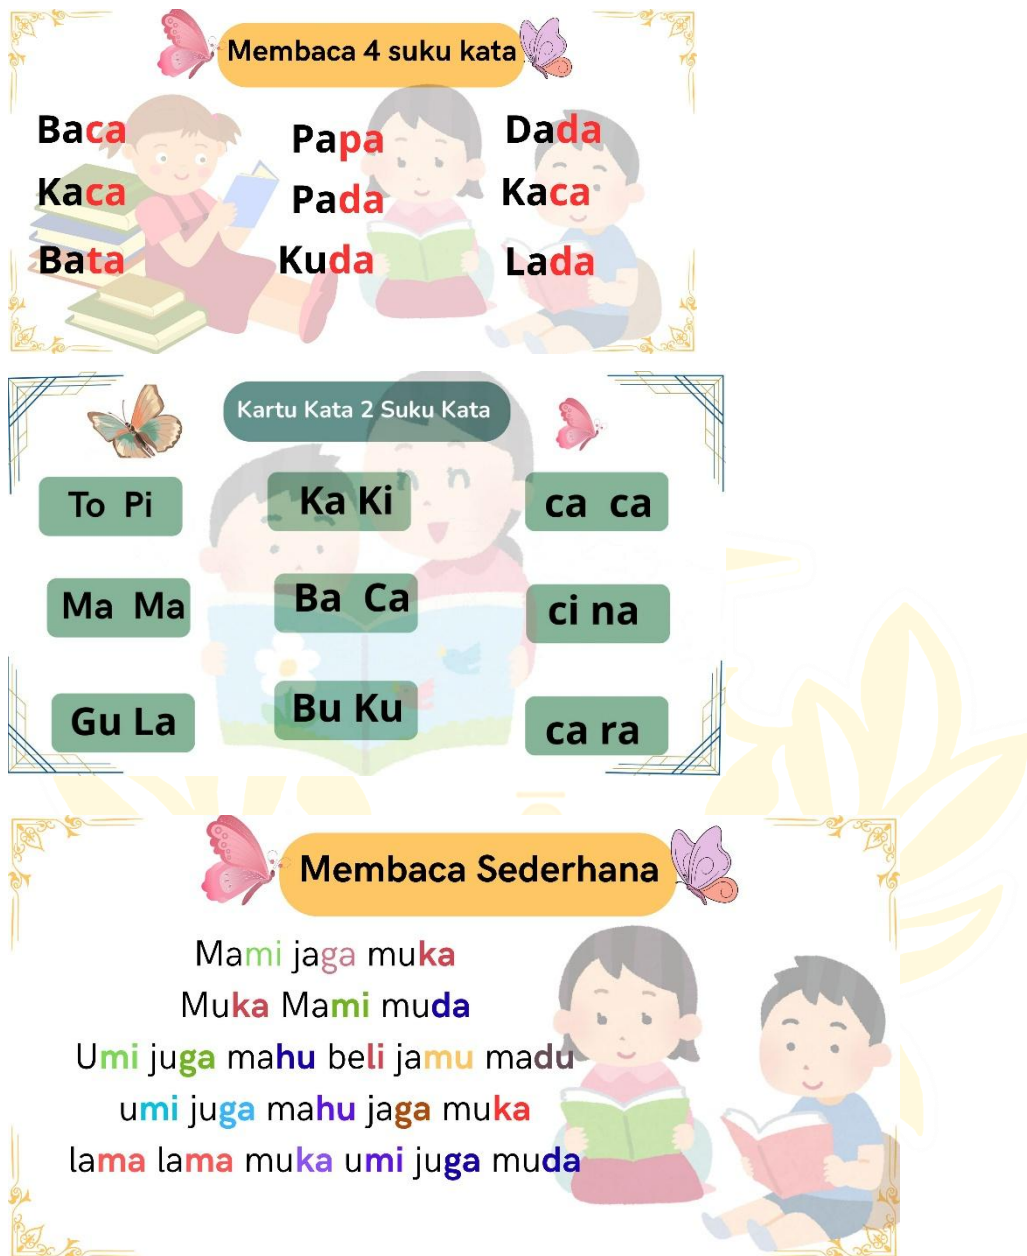 Membaca 4 suku kata
Baca Papa Dada
Kaca Pada Kaca
Bata Kuda Lada
Kartu Kata 2 Suku Kata
To Pi Ka Ki ca ca
Ma Ma Ba Ca ci na
Gu La Bu Ku ca ra
Membaca Sederhana
Mami jaga muka
Muka Mami muda
Umi juga mahu beli jamu madu
umi juga mahu jaga muka
lama lama muka umi juga muda